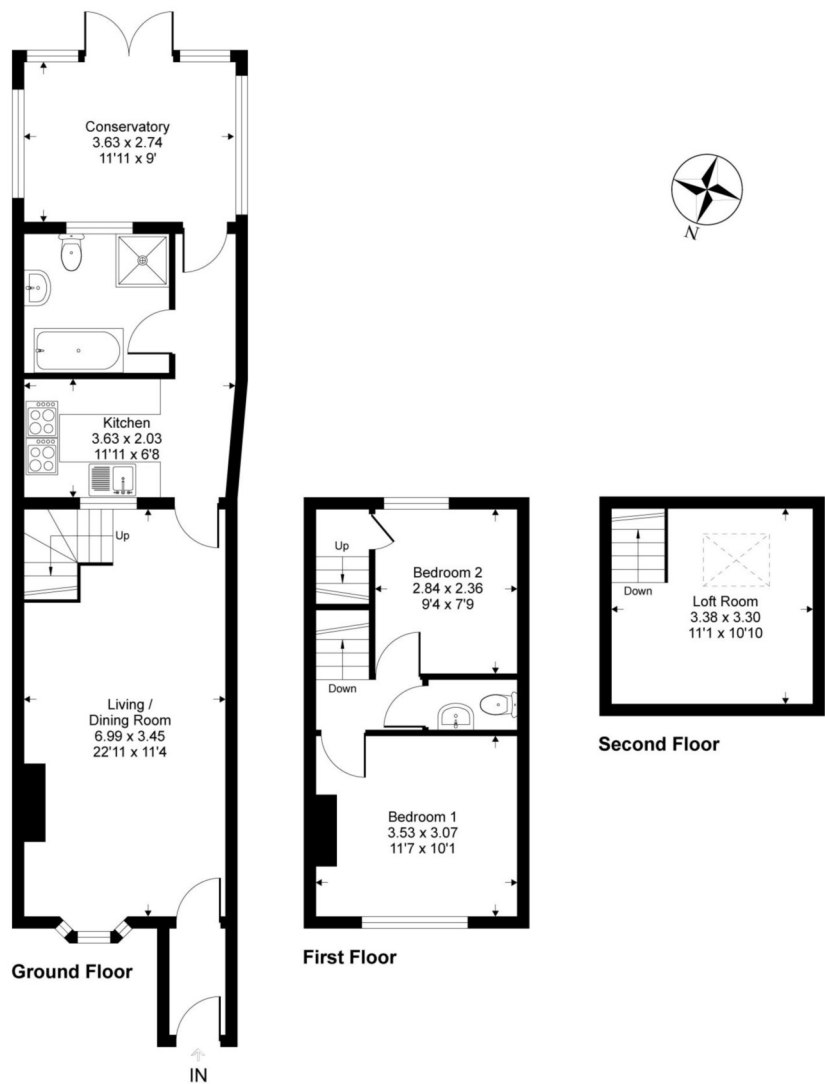 Conservatory
3.63 x 2.74
11'11 x 9'
N
Kitchen
3.63 x 2.03
11'11 x 6'8
Up
Living /
Dining Room
6.99 x 3.45
22'11 x 11'4
Ground Floor
IN
Up
Bedroom 2
2.84 x 2.36
9'4 x 7'9
Down
Bedroom 1
3.53 x 3.07
11'7 x 10'1
First Floor
Down
Loft Room
3.38 x 3.30
11'1 x 10'10
Second Floor